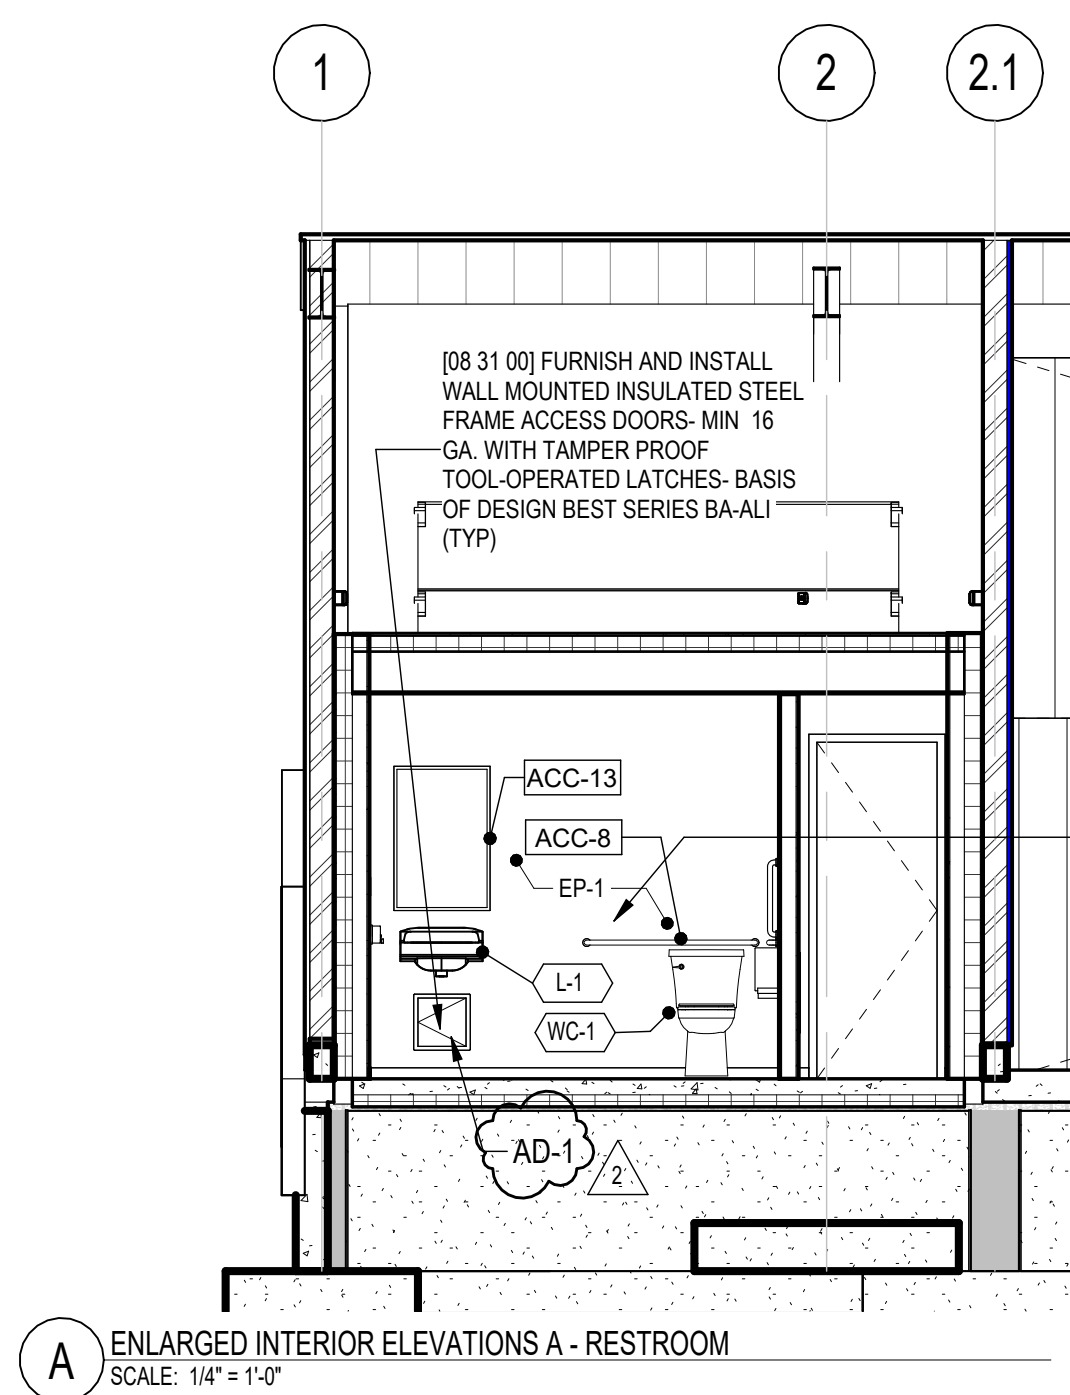 1
2
2.1
[08 31 00] FURNISH AND INSTALL
WALL MOUNTED INSULATED STEEL
FRAME ACCESS DOORS- MIN 16
GA. WITH TAMPER PROOF
TOOL-OPERATED LATCHES- BASIS
OF DESIGN BEST SERIES BA-ALI
(TYP)
ACC-13
ACC-8
EP-1
L-1
WC-1
AD-1
2
A
ENLARGED INTERIOR ELEVATIONS A - RESTROOM
SCALE: 1/4" = 1'-0"